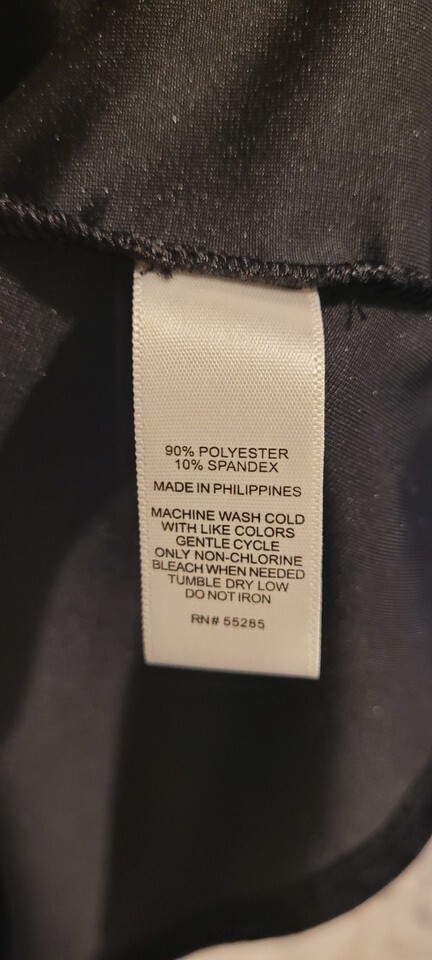 90% POLYESTER
10% SPANDEX
MADE IN PHILIPPINES
MACHINE WASH COLD
WITH LIKE COLORS
GENTLE CYCLE
ONLY NON-CHLORINE
BLEACH WHEN NEEDED
TUMBLE DRY LOW
DO NOT IRON
RN# 55285